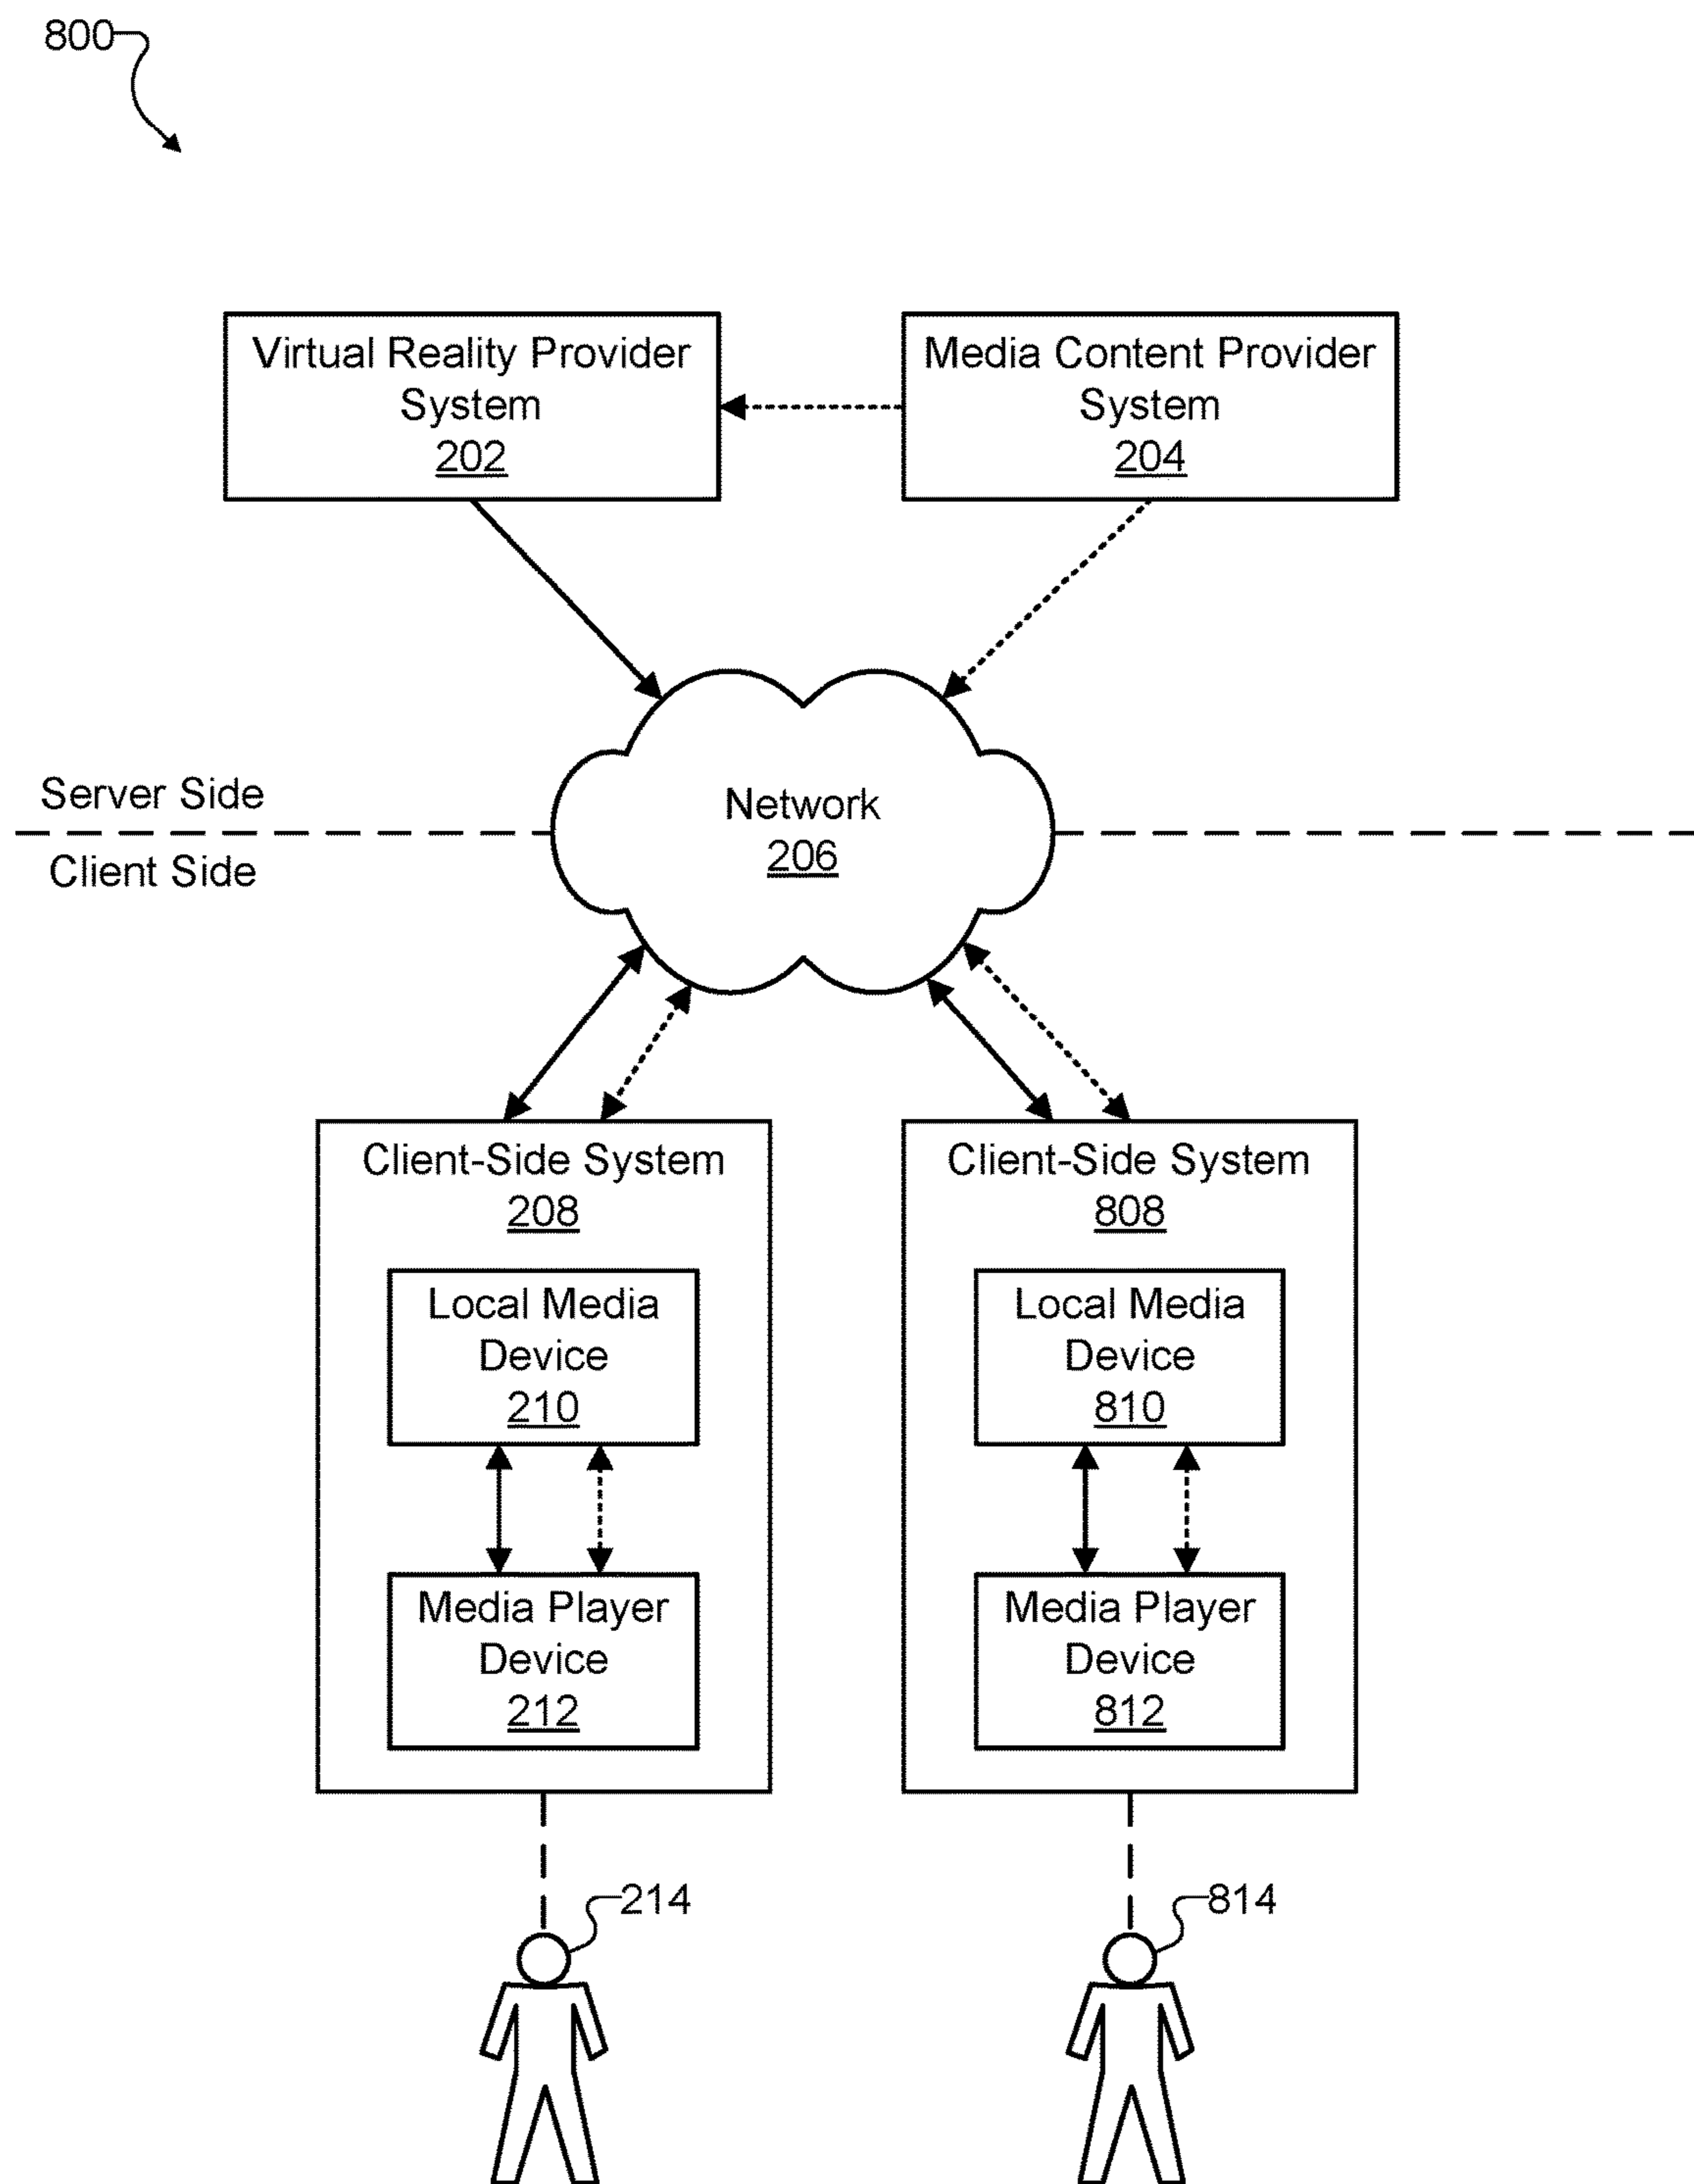 800
Virtual Reality Provider
System
202
Media Content Provider
System
204
Server Side
Client Side
Network
206
Client-Side System
208
Local Media
Device
210
Media Player
Device
212
Client-Side System
808
Local Media
Device
810
Media Player
Device
812
214
814